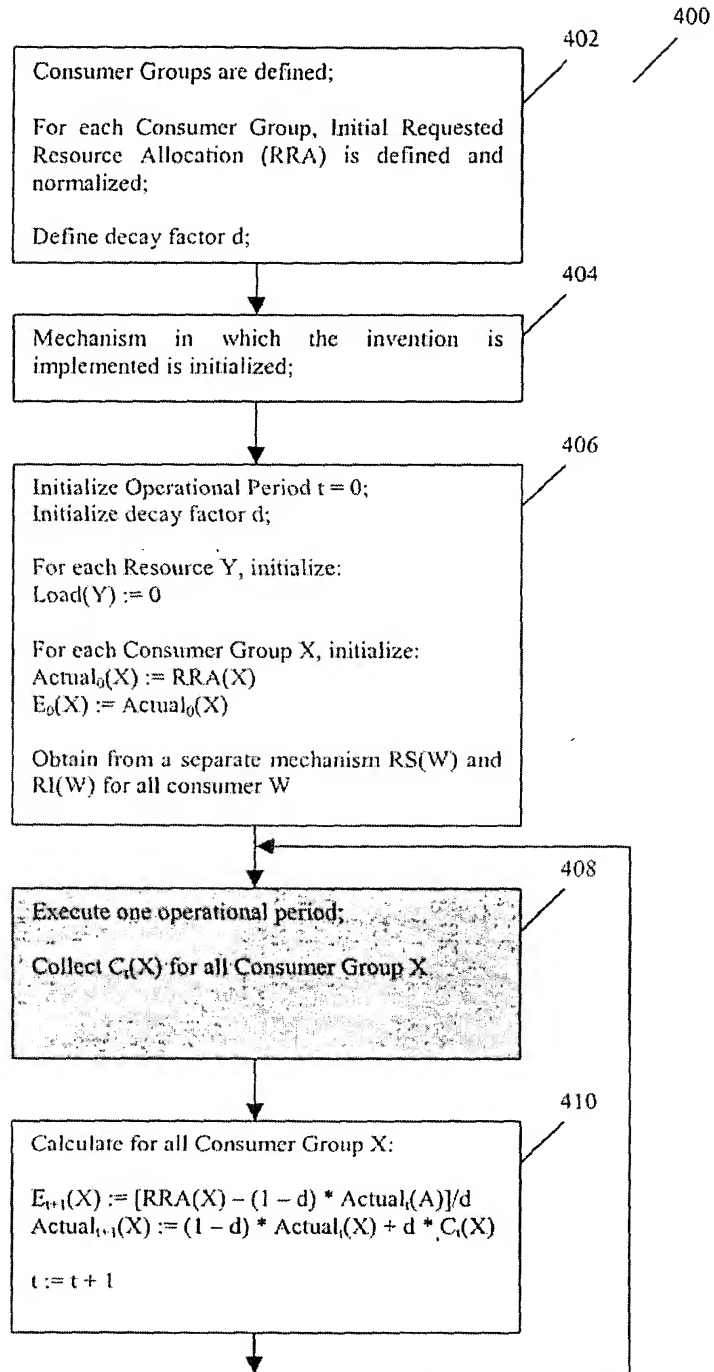 400
402
Consumer Groups are defined;
For each Consumer Group, Initial Requested
Resource Allocation (RRA) is defined and
normalized;
Define decay factor d;
404
Mechanism in which the invention is
implemented is initialized;
406
Initialize Operational Period t = 0;
Initialize decay factor d;
For each Resource Y, initialize:
Load(Y) := 0
For each Consumer Group X, initialize:
Actual₀(X) := RRA(X)
E₀(X) := Actual₀(X)
Obtain from a separate mechanism RS(W) and
RI(W) for all consumer W
408
Execute one operational period;
Collect Cₜ(X) for all Consumer Group X
410
Calculate for all Consumer Group X:
Eₜ₊₁(X) := [RRA(X) – (1 – d) * Actualₜ(A)]/d
Actualₜ₊₁(X) := (1 – d) * Actualₜ(X) + d * Cₜ(X)
t := t + 1